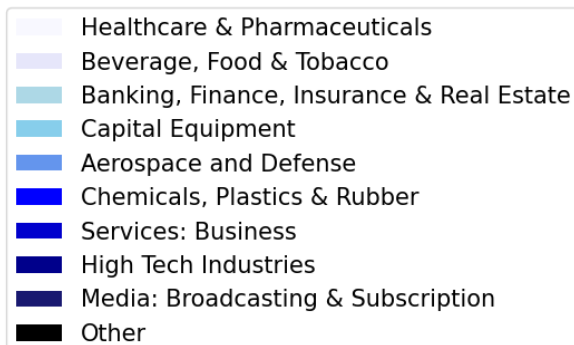 Healthcare & Pharmaceuticals
Beverage, Food & Tobacco
Banking, Finance, Insurance & Real Estate
Capital Equipment
Aerospace and Defense
Chemicals, Plastics & Rubber
Services: Business
High Tech Industries
Media: Broadcasting & Subscription
Other